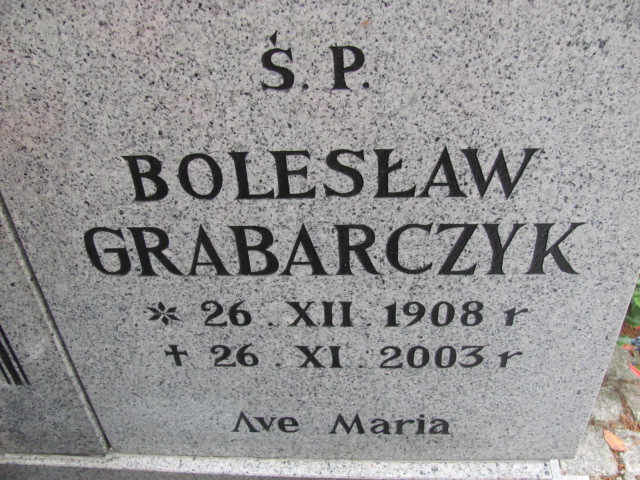 Ś. P.
BOLESŁAW
GRABARCZYK
* 26. XII. 1908 r
✝ 26. XI. 2003 r
Ave Maria